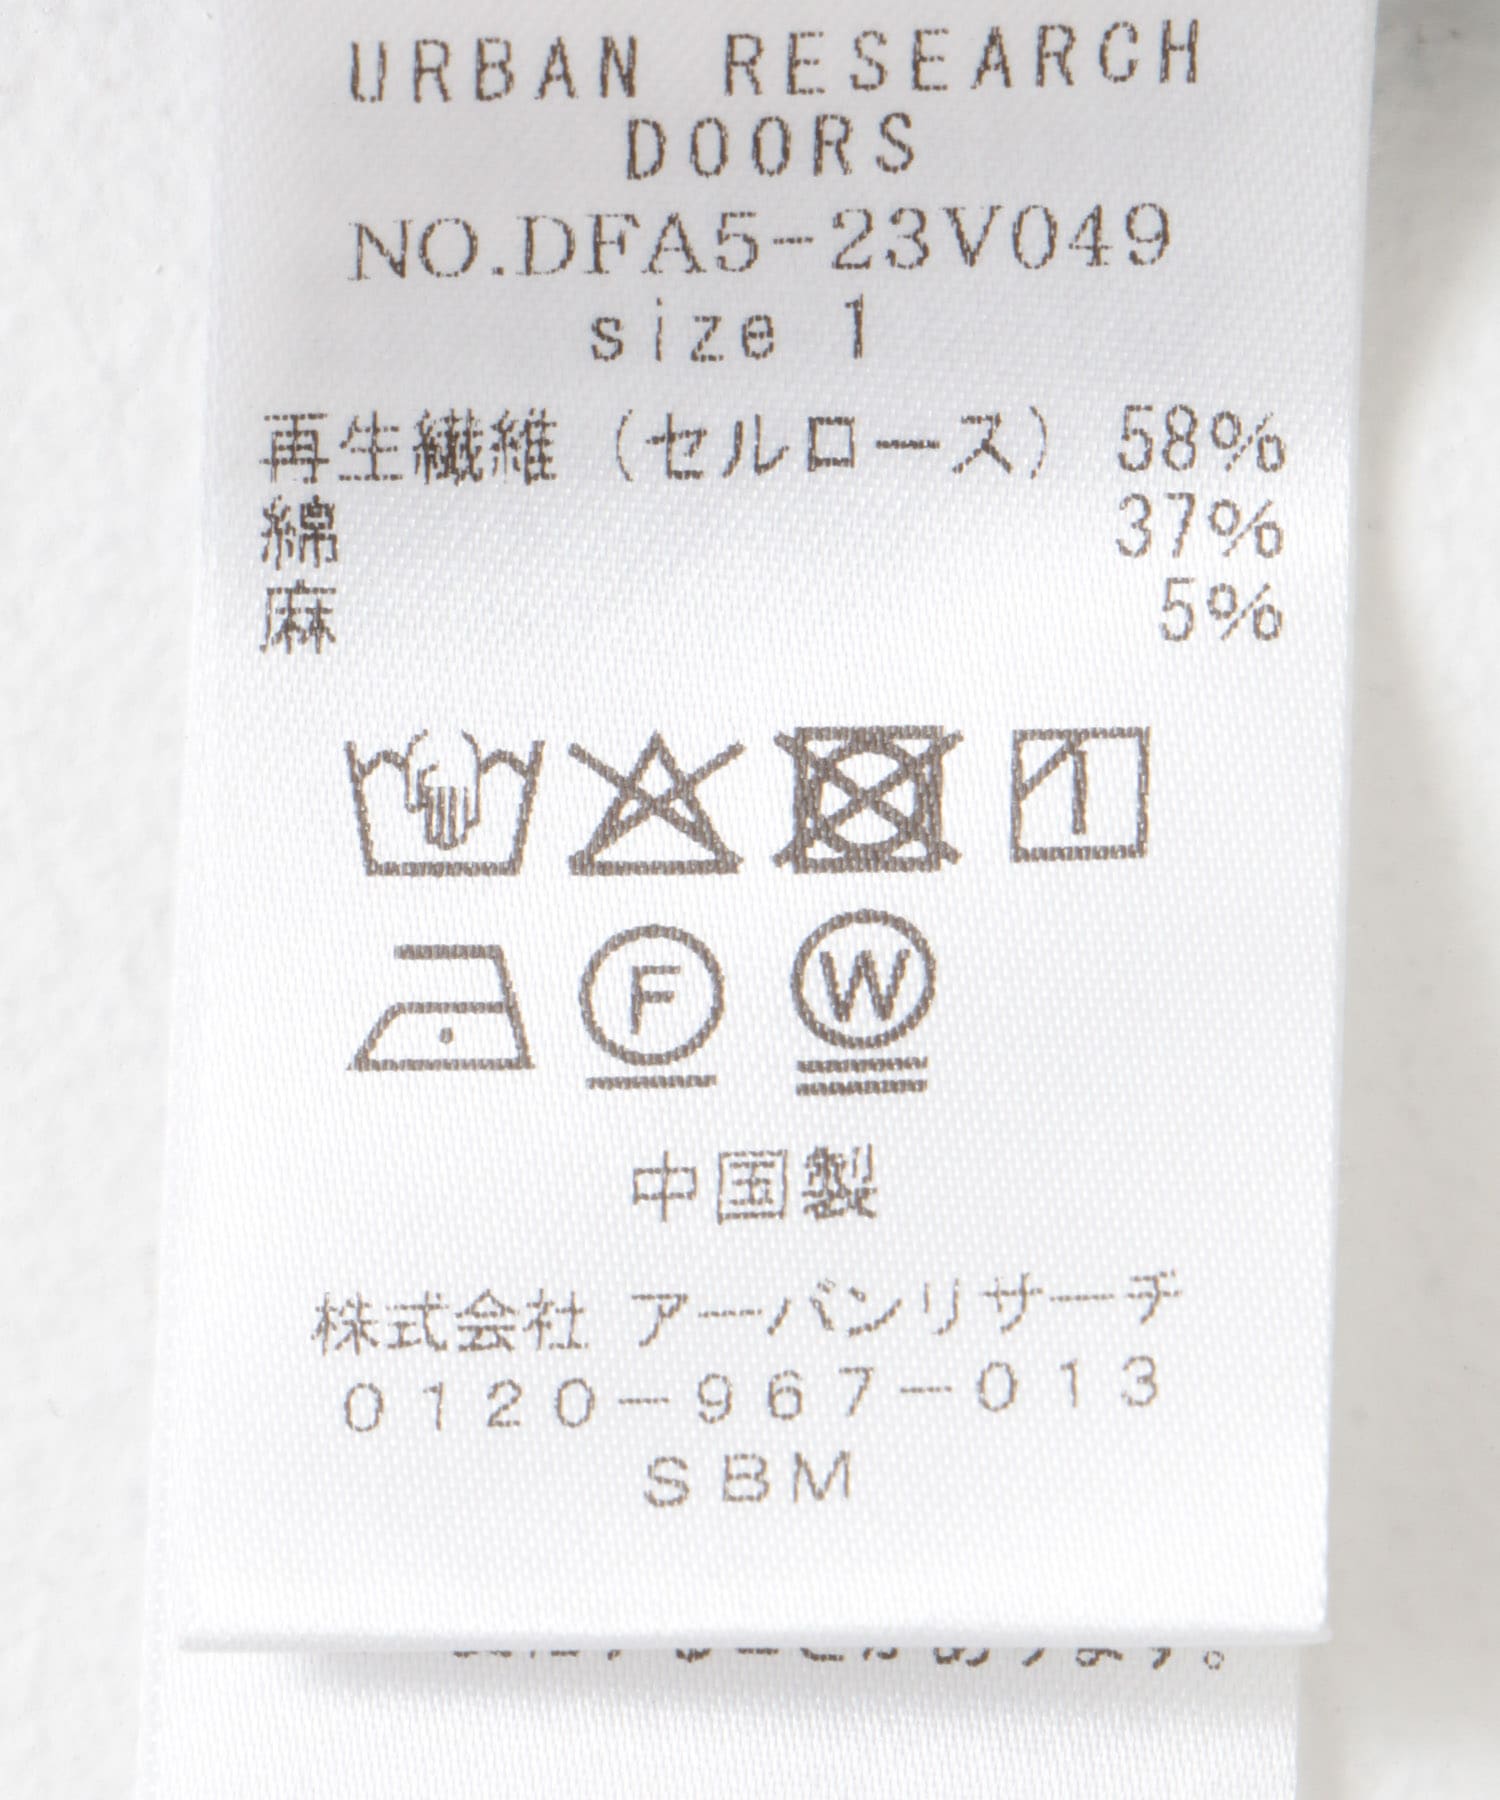 URBAN RESEARCH
DOORS
NO.DFA5-23V049
size 1
再生繊維（セルロース） 58%
綿 37%
麻 5%
F W
中国製
株式会社 アーバンリサーチ
0120-967-013
SBM